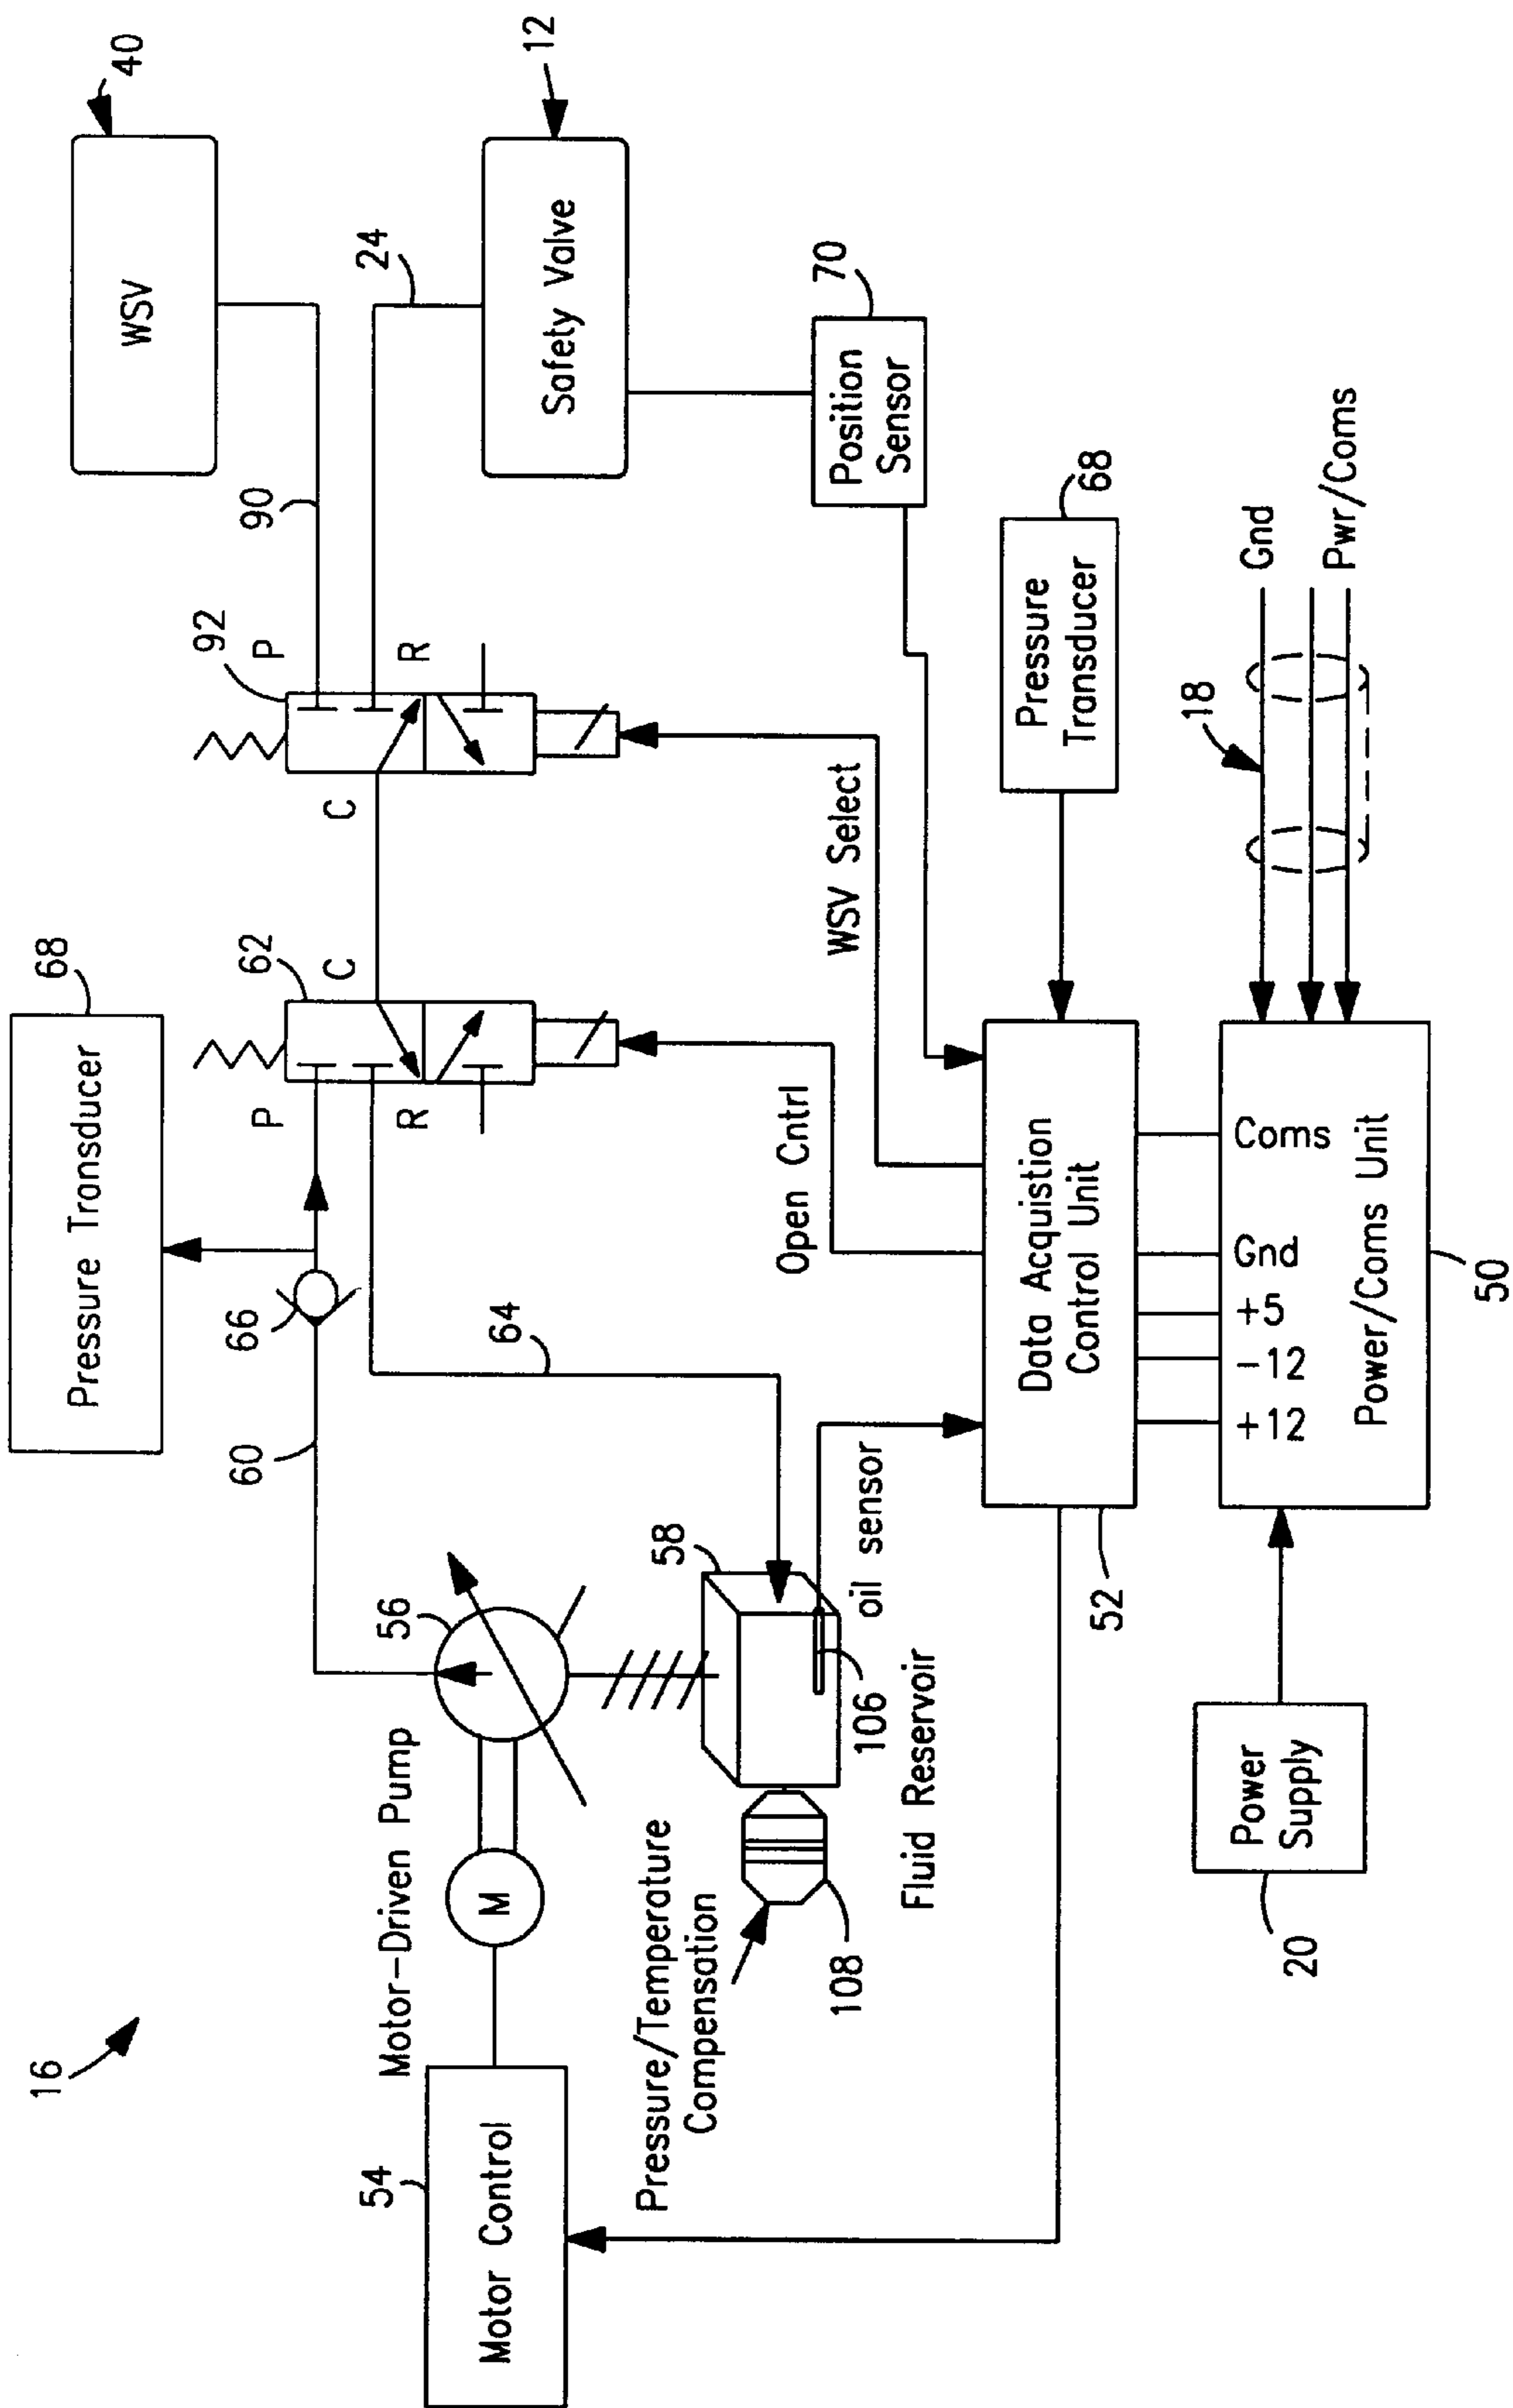 16
Pressure Transducer
68
WSV
40
60
66
62
P
C
R
92
P
C
R
90
24
Safety Valve
12
54
Motor Control
Motor-Driven Pump
M
56
64
Open Cntrl
WSV Select
Position
Sensor
70
Pressure/Temperature
Compensation
108
58
106
oil sensor
Fluid Reservoir
Data Acquistion
Control Unit
52
Pressure
Transducer
68
18
Gnd
Pwr/Coms
Power
Supply
20
+12
-12
+5
Gnd
Coms
Power/Coms Unit
50